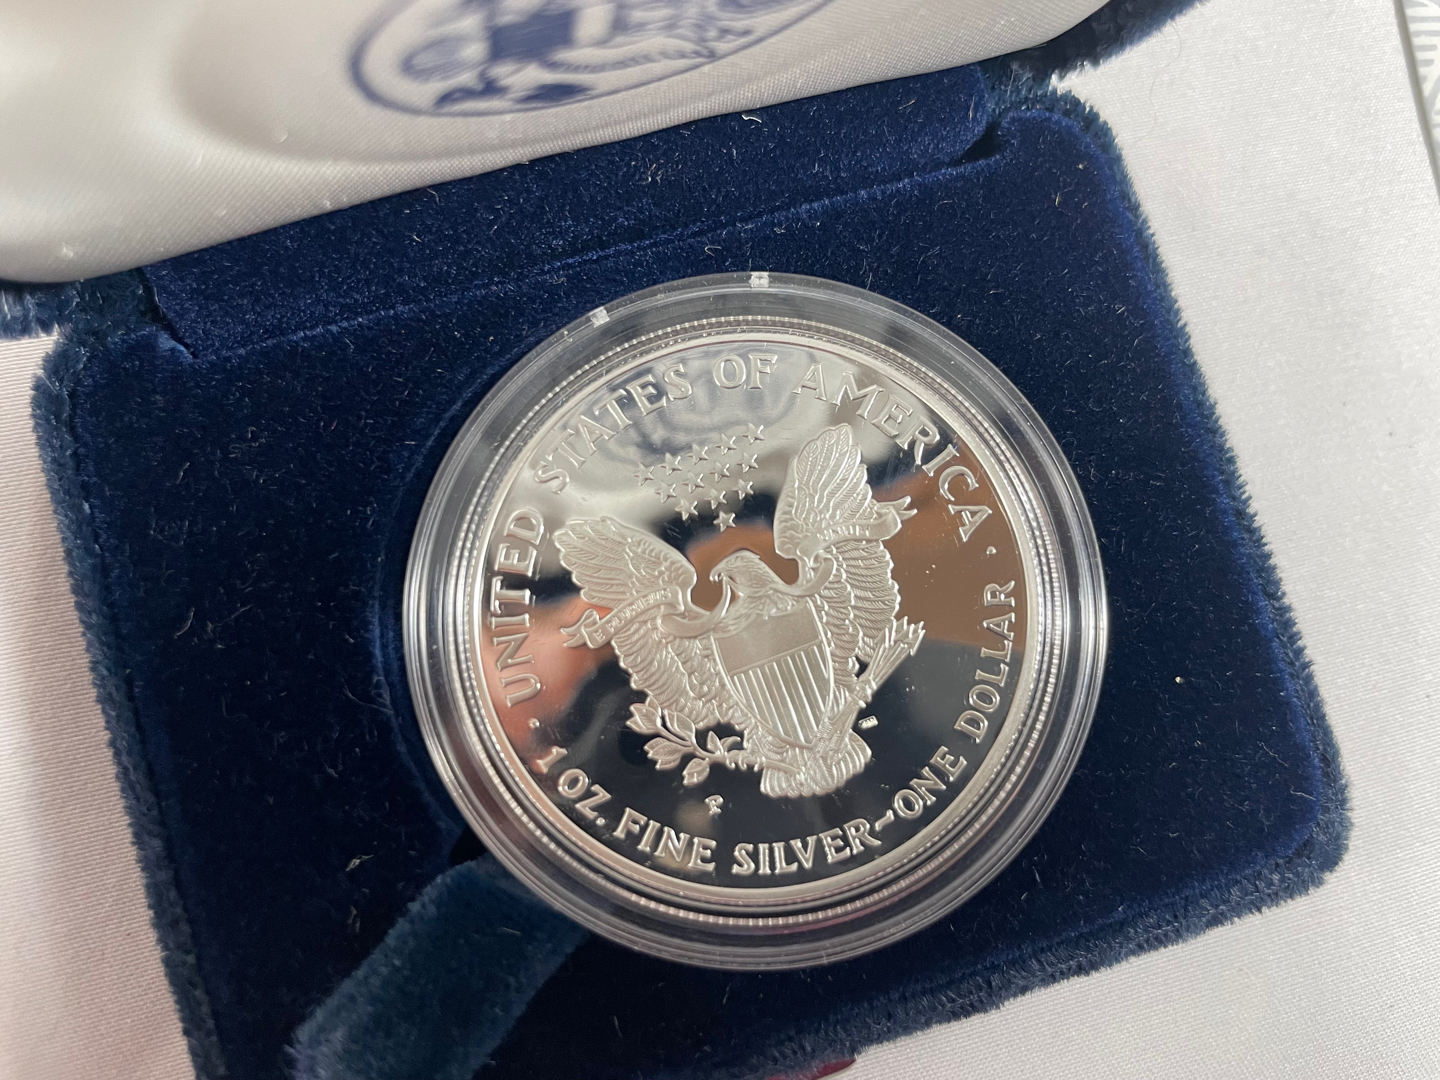 UNITED STATES OF AMERICA
1 OZ. FINE SILVER~ONE DOLLAR
E PLURIBUS
UNUM
P